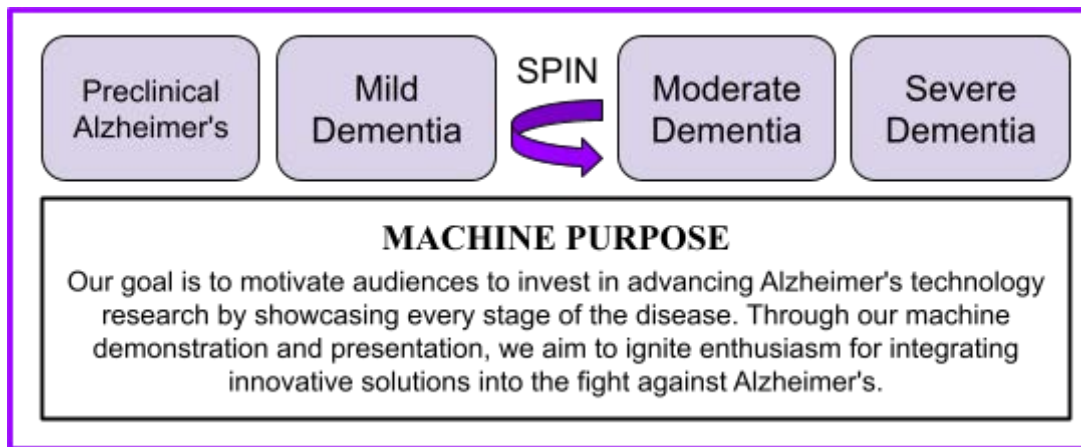 Preclinical
Alzheimer's
Mild
Dementia
SPIN
Moderate
Dementia
Severe
Dementia
MACHINE PURPOSE
Our goal is to motivate audiences to invest in advancing Alzheimer's technology
research by showcasing every stage of the disease. Through our machine
demonstration and presentation, we aim to ignite enthusiasm for integrating
innovative solutions into the fight against Alzheimer's.